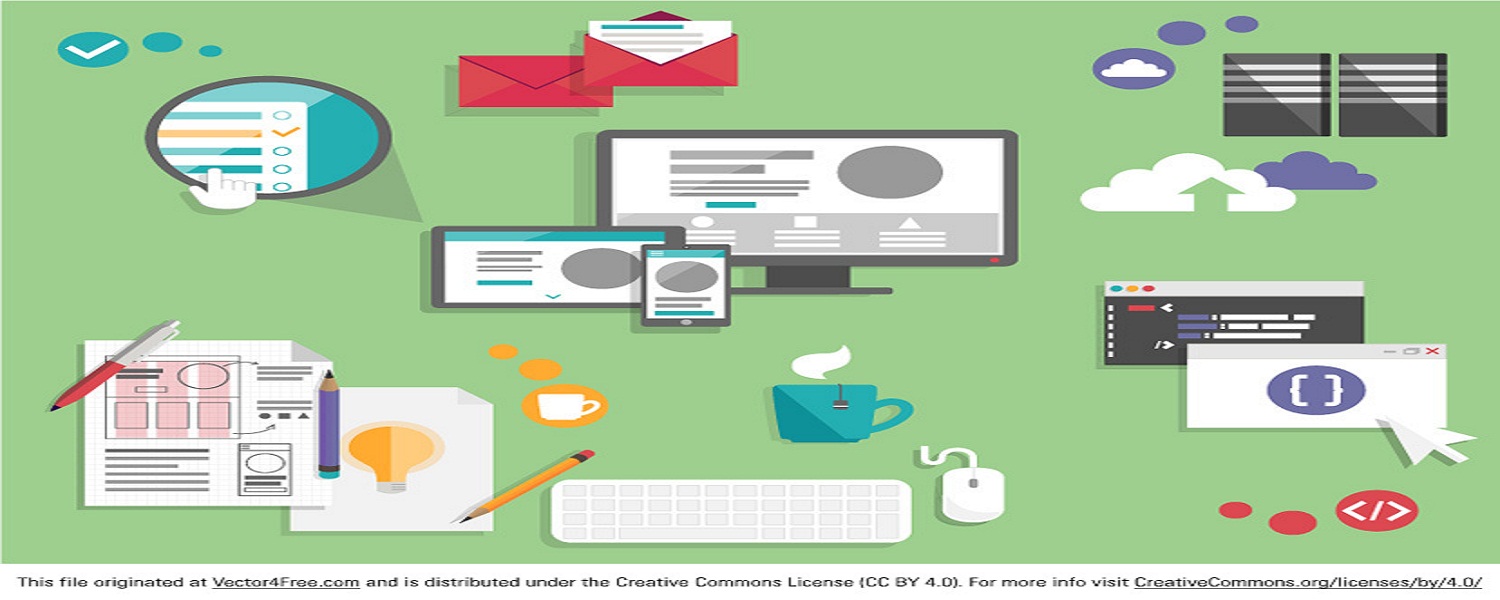 This file originated at Vector4Free.com and is distributed under the Creative Commons License (CC BY 4.0). For more info visit CreativeCommons.org/licenses/by/4.0/